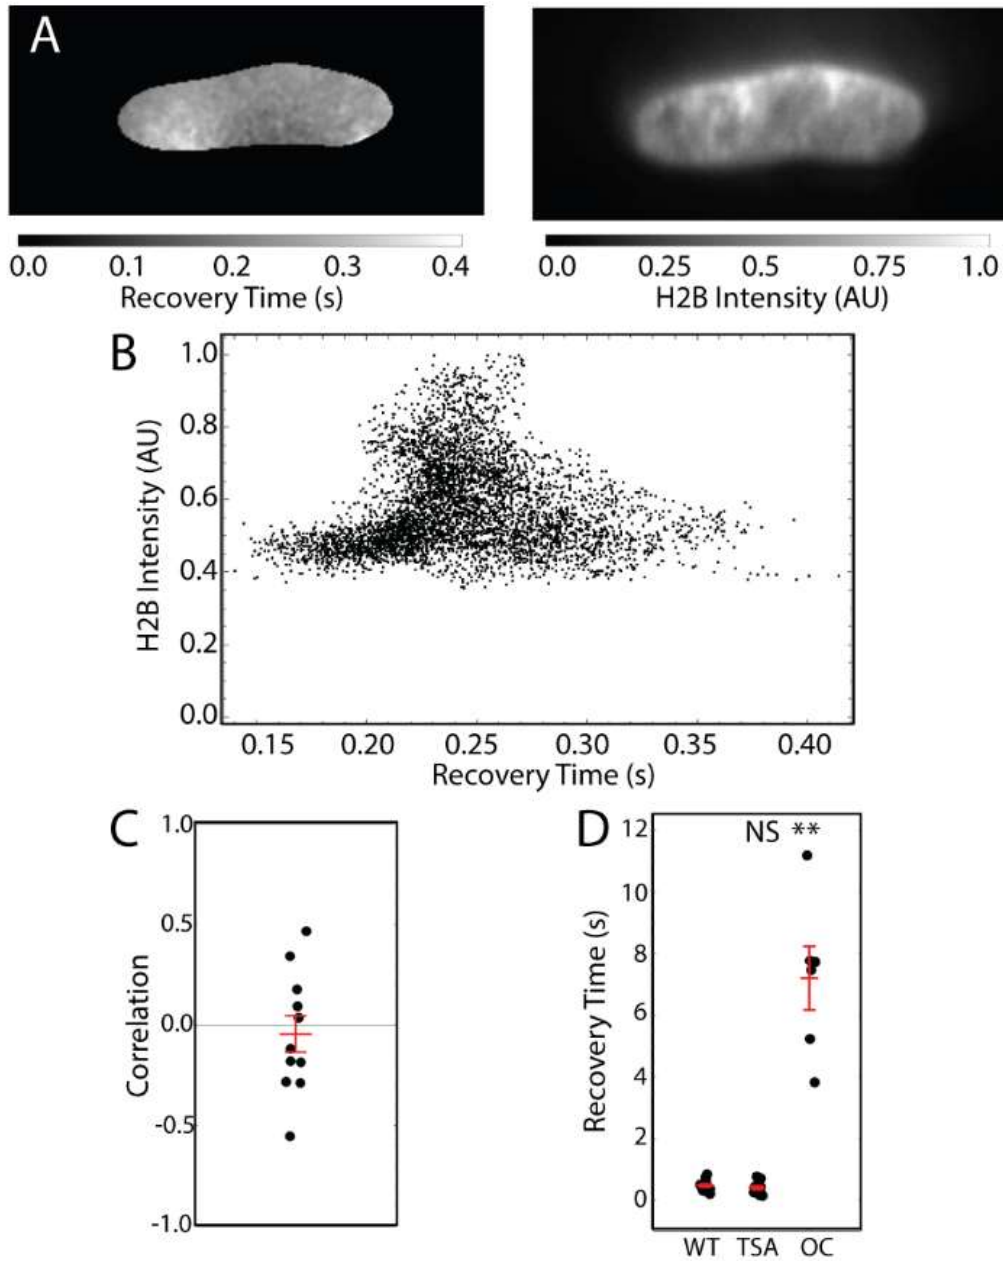 A
0.0 0.1 0.2 0.3 0.4
Recovery Time (s)
0.0 0.25 0.5 0.75 1.0
H2B Intensity (AU)
B
1.0
0.8
0.6
0.4
0.2
0.0
H2B Intensity (AU)
0.15 0.20 0.25 0.30 0.35 0.40
Recovery Time (s)
C
1.0
0.5
0.0
-0.5
-1.0
Correlation
D
NS **
12
10
8
6
4
2
0
Recovery Time (s)
WT TSA OC